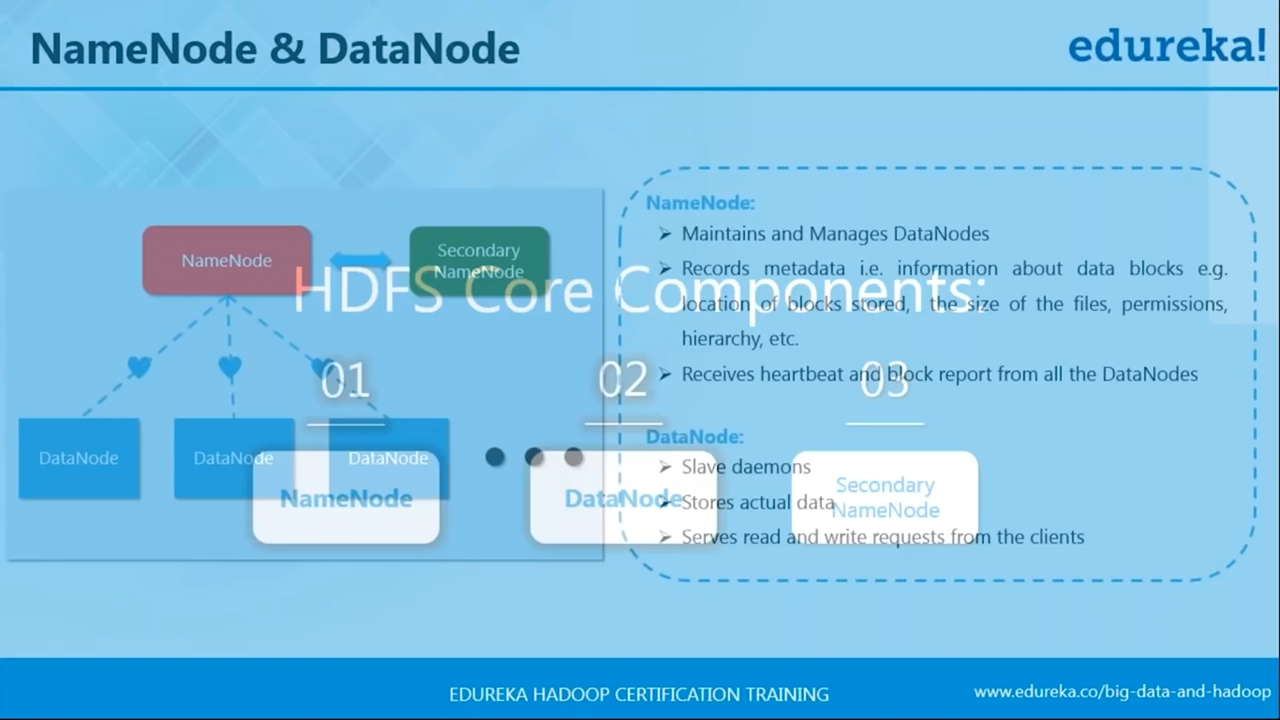 NameNode & DataNode
edureka!
NameNode
Secondary
NameNode
DataNode
DataNode
DataNode
NameNode:
➢ Maintains and Manages DataNodes
➢ Records metadata i.e. information about data blocks e.g.
location of blocks stored, the size of the files, permissions,
hierarchy, etc.
➢ Receives heartbeat and block report from all the DataNodes
DataNode:
➢ Slave daemons
➢ Stores actual data
➢ Serves read and write requests from the clients
HDFS Core Components:
01
02
03
NameNode
DataNode
Secondary
NameNode
EDUREKA HADOOP CERTIFICATION TRAINING
www.edureka.co/big-data-and-hadoop